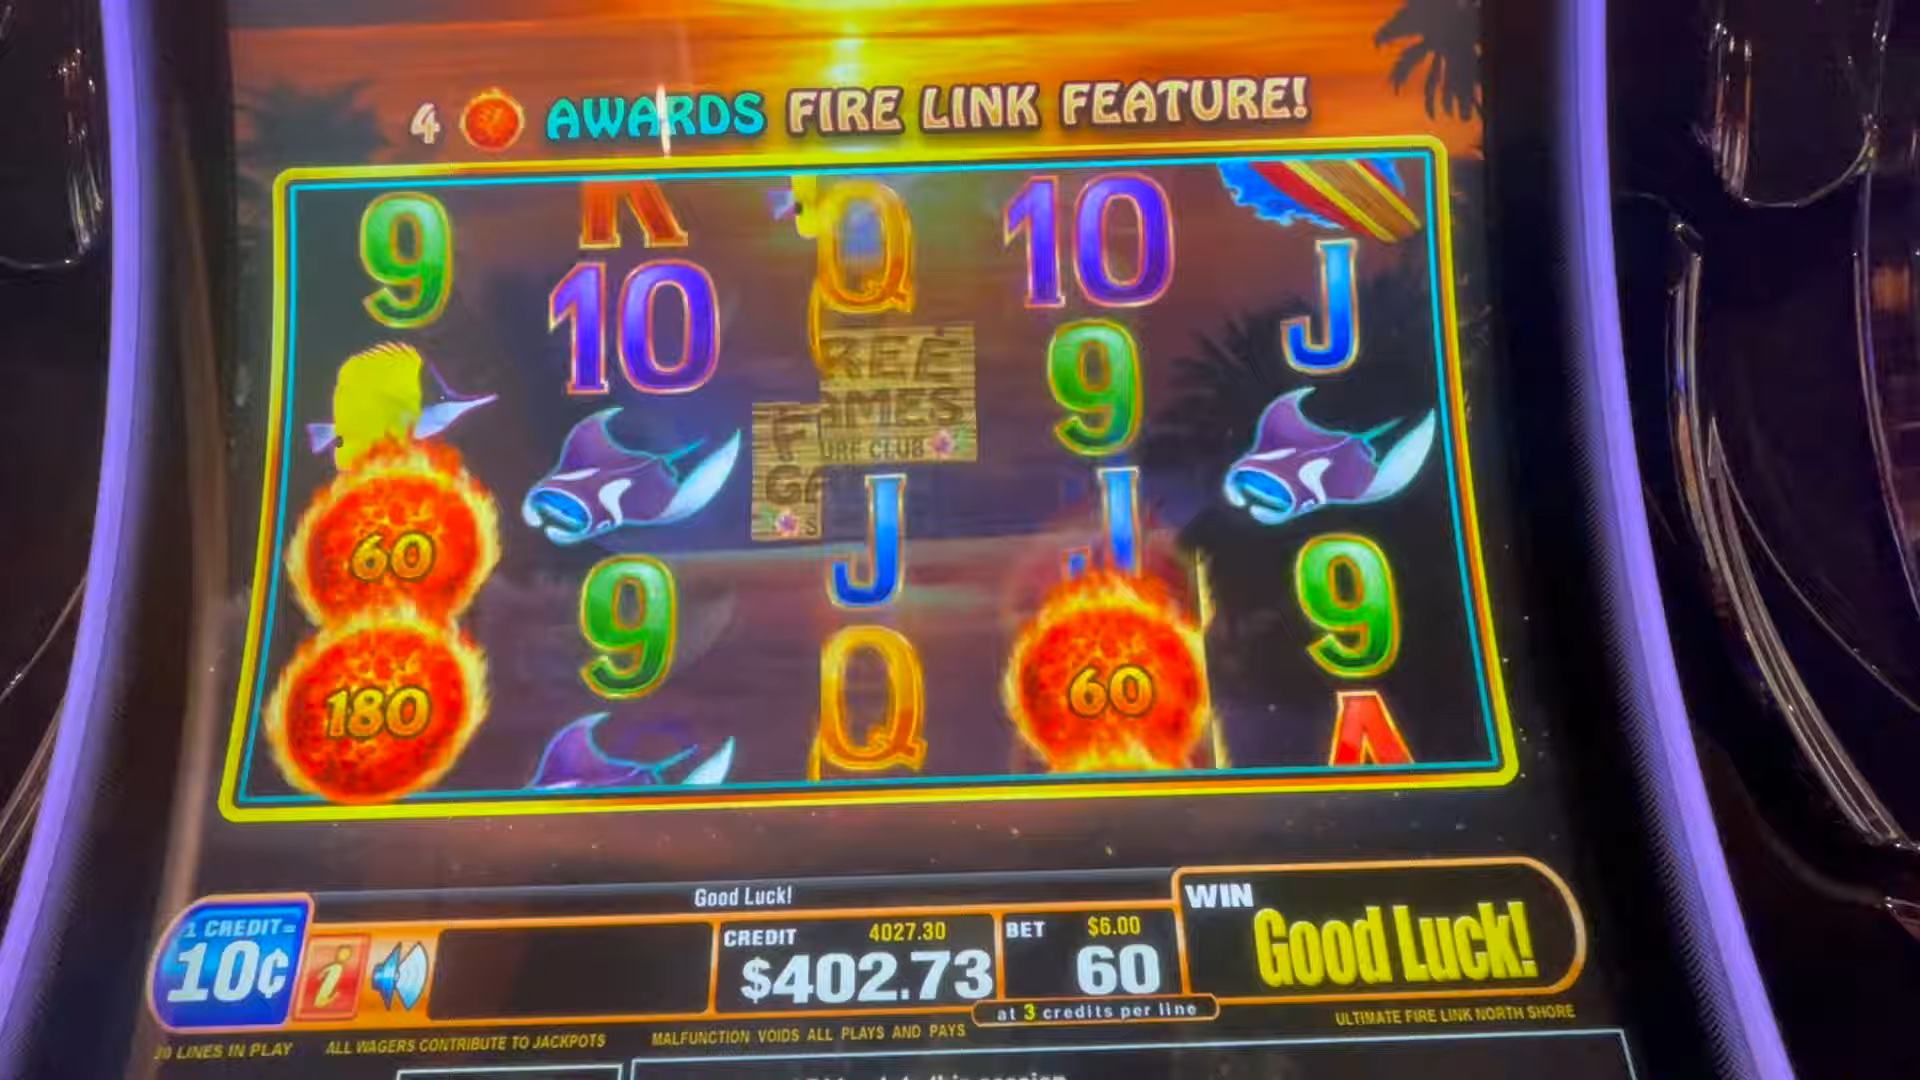 4 AWARDS FIRE LINK FEATURE!
9 K Q 10
10 J
9
60 J J
9 9
180 Q 60
A
Good Luck!
1 CREDIT=
10¢
i
CREDIT 4027.30
$402.73
BET $6.00
60
at 3 credits per line
WIN
Good Luck!
20 LINES IN PLAY
ALL WAGERS CONTRIBUTE TO JACKPOTS
MALFUNCTION VOIDS ALL PLAYS AND PAYS
ULTIMATE FIRE LINK NORTH SHORE